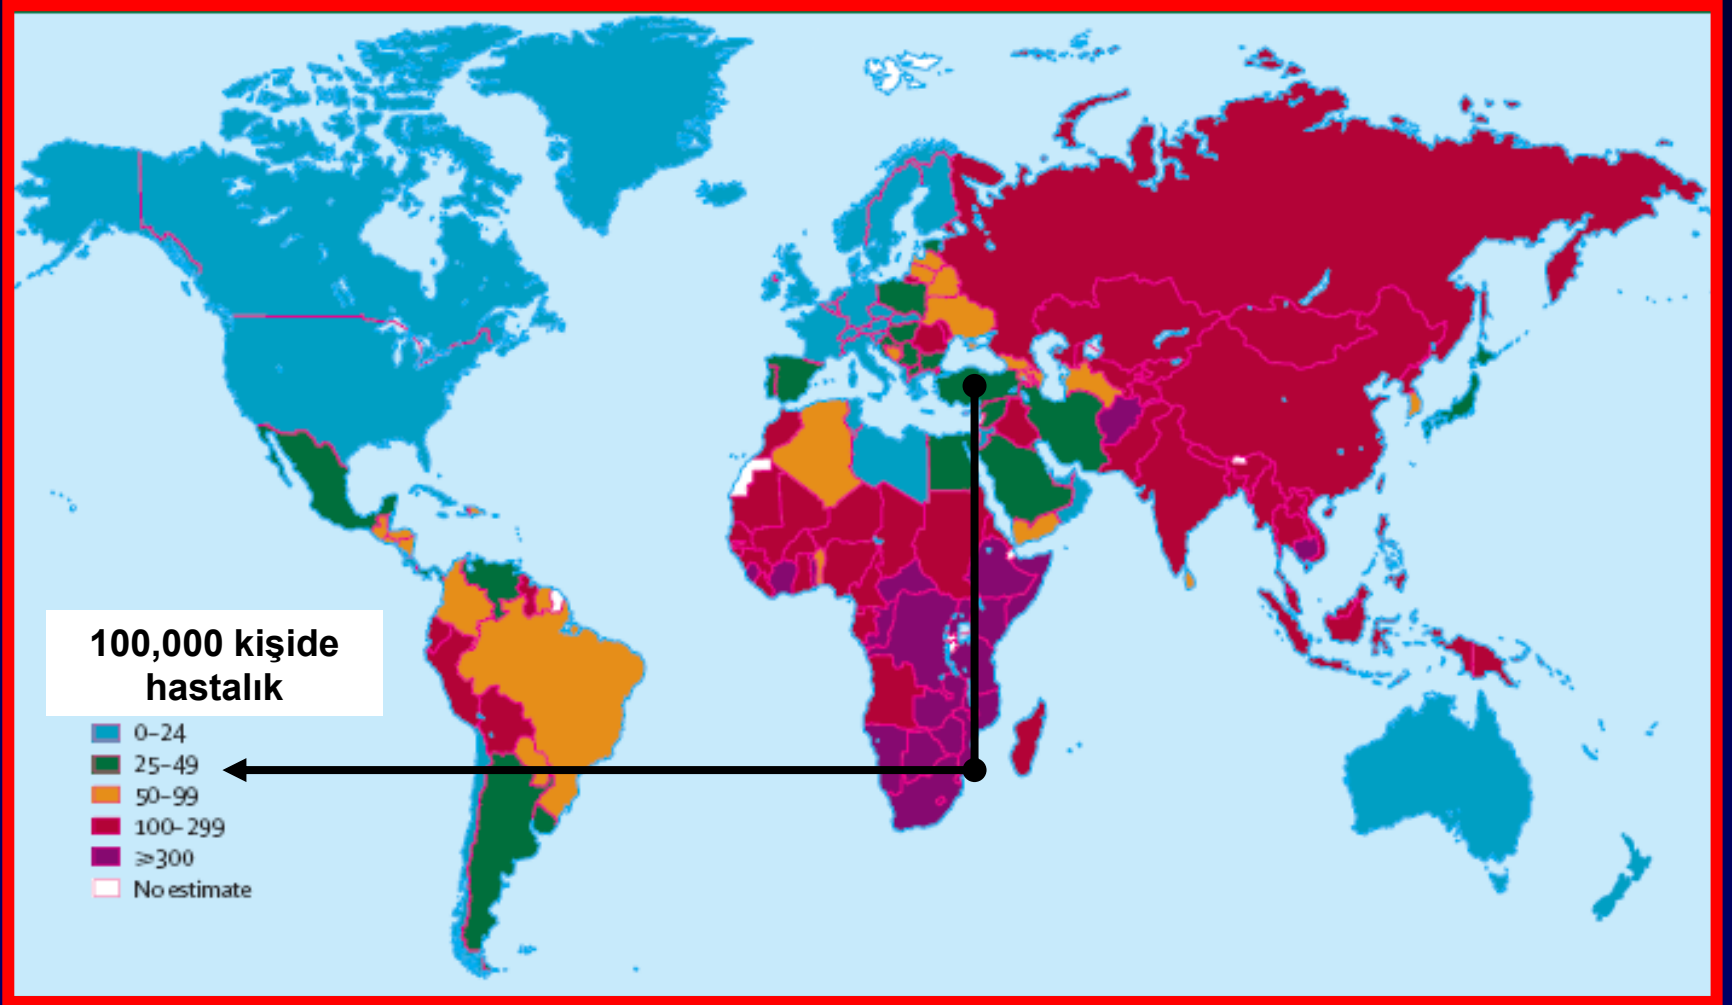 100,000 kişide
hastalık
0–24
25–49
50–99
100–299
≥300
No estimate